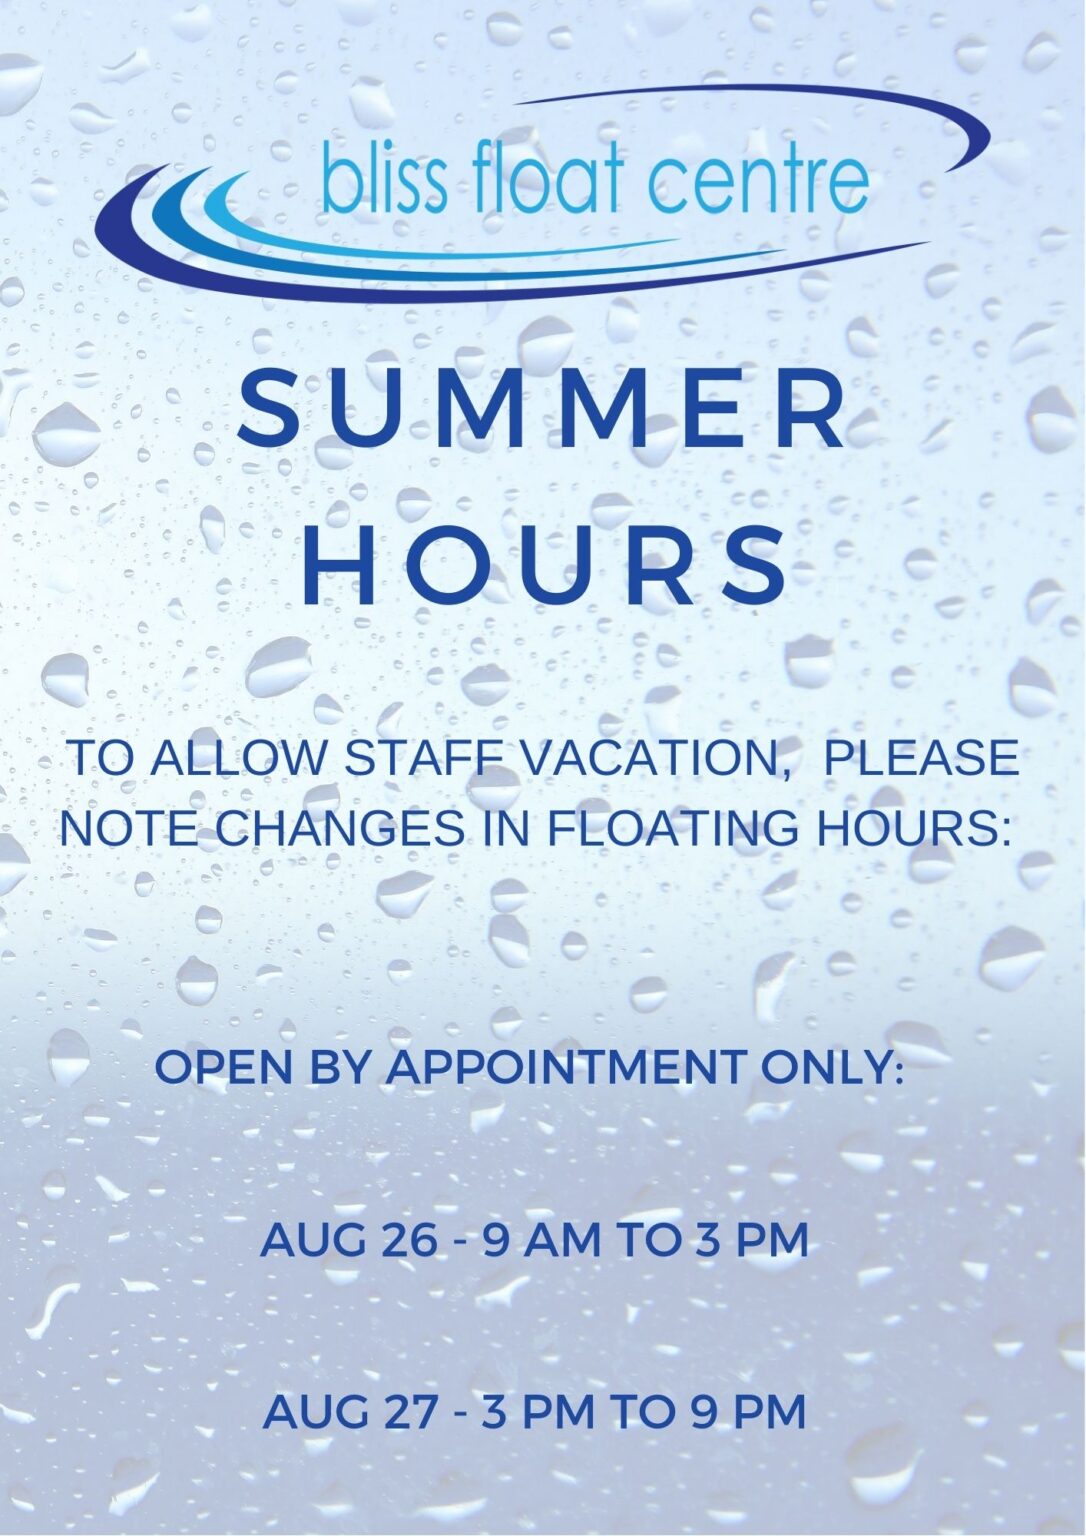 bliss float centre
SUMMER
HOURS
TO ALLOW STAFF VACATION, PLEASE
NOTE CHANGES IN FLOATING HOURS:
OPEN BY APPOINTMENT ONLY:
AUG 26 - 9 AM TO 3 PM
AUG 27 - 3 PM TO 9 PM